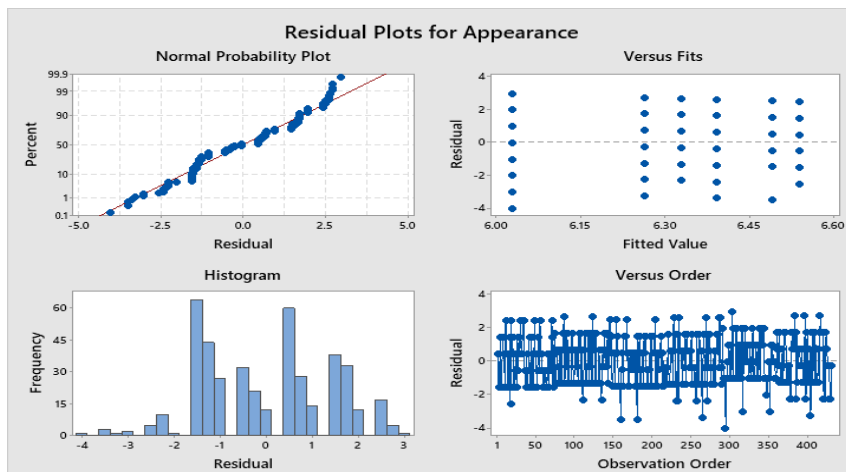 Residual Plots for Appearance
Normal Probability Plot
99.9
99
90
50
10
1
0.1
Percent
-5.0 -2.5 0.0 2.5 5.0
Residual
Versus Fits
4
2
0
-2
-4
Residual
6.00 6.15 6.30 6.45 6.60
Fitted Value
Histogram
60
45
30
15
0
Frequency
-4 -3 -2 -1 0 1 2 3
Residual
Versus Order
4
2
0
-2
-4
Residual
1 50 100 150 200 250 300 350 400
Observation Order